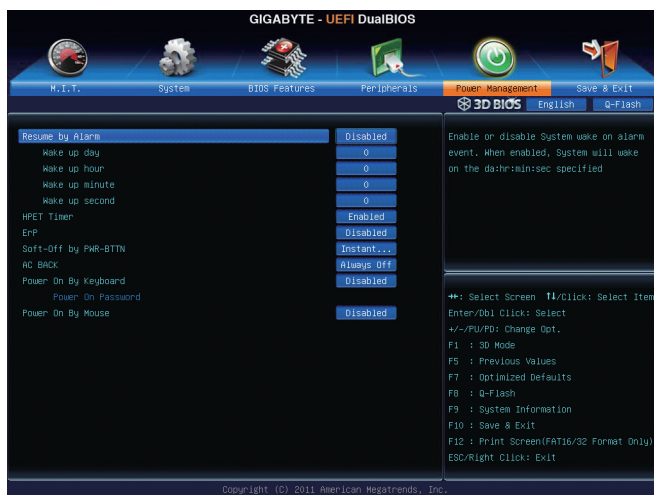 GIGABYTE - UEFI DualBIOS
M.I.T.
System
BIOS Features
Peripherals
Power Management
Save & Exit
3D BIOS
English
Q-Flash
Resume by Alarm Disabled
Wake up day 0
Wake up hour 0
Wake up minute 0
Wake up second 0
HPET Timer Enabled
ErP Disabled
Soft-Off by PWR-BTTN Instant...
AC BACK Always Off
Power On By Keyboard Disabled
Power On Password
Power On By Mouse Disabled
Enable or disable System wake on alarm
event. When enabled, System will wake
on the da:hr:min:sec specified
→←: Select Screen ↑↓/Click: Select Item
Enter/Dbl Click: Select
+/-/PU/PD: Change Opt.
F1 : 3D Mode
F5 : Previous Values
F7 : Optimized Defaults
F8 : Q-Flash
F9 : System Information
F10 : Save & Exit
F12 : Print Screen(FAT16/32 Format Only)
ESC/Right Click: Exit
Copyright (C) 2011 American Megatrends, Inc.